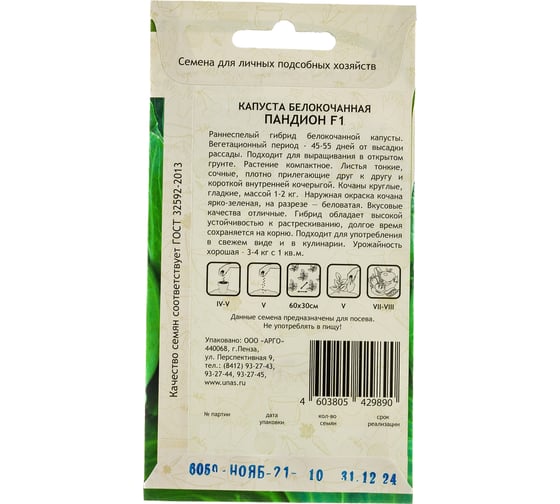 Семена для личных подсобных хозяйств
КАПУСТА БЕЛОКОЧАННАЯ
ПАНДИОН F1
Раннеспелый гибрид белокочанной капусты.
Вегетационный период - 45-55 дней от высадки
рассады. Подходит для выращивания в открытом
грунте. Растение компактное. Листья тонкие,
сочные, плотно прилегающие друг к другу и
короткой внутренней кочерыгой. Кочаны круглые,
гладкие, массой 1-2 кг. Наружная окраска кочана
ярко-зеленая, на разрезе — беловатая. Вкусовые
качества отличные. Гибрид обладает высокой
устойчивостью к растрескиванию, долгое время
сохраняется на корню. Подходит для употребления
в свежем виде и в кулинарии. Урожайность
хорошая - 3-4 кг с 1 кв.м.
IV-V V 60х30см V VII-VIII
Данные семена предназначены для посева.
Не употреблять в пищу!
Упаковано: ООО «АРГО»
440068, г.Пенза,
ул. Перспективная 9,
тел.: (8412) 93-27-43,
93-27-44, 93-27-45,
www.unas.ru
4 603805 429890
№ партии дата упаковки кол-во семян срок реализации
6050-НОЯБ-21- 10 31.12.24
Качество семян соответствует ГОСТ 32592-2013